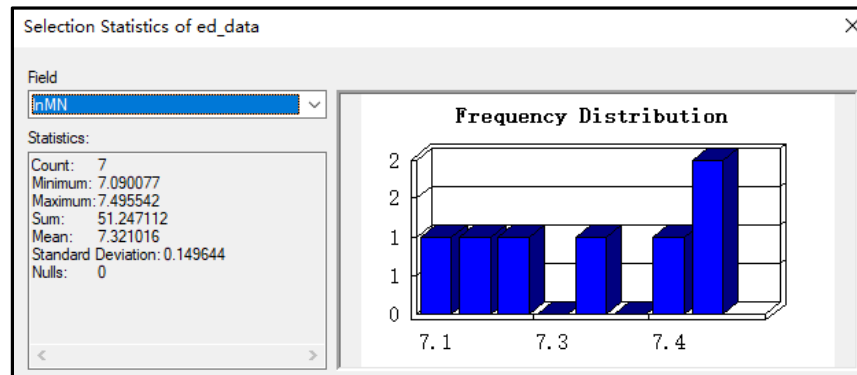 Selection Statistics of ed_data
Field
lnMN
Statistics:
Count: 7
Minimum: 7.090077
Maximum: 7.495542
Sum: 51.247112
Mean: 7.321016
Standard Deviation: 0.149644
Nulls: 0
Frequency Distribution
2
2
1
1
0
7.1 7.3 7.4